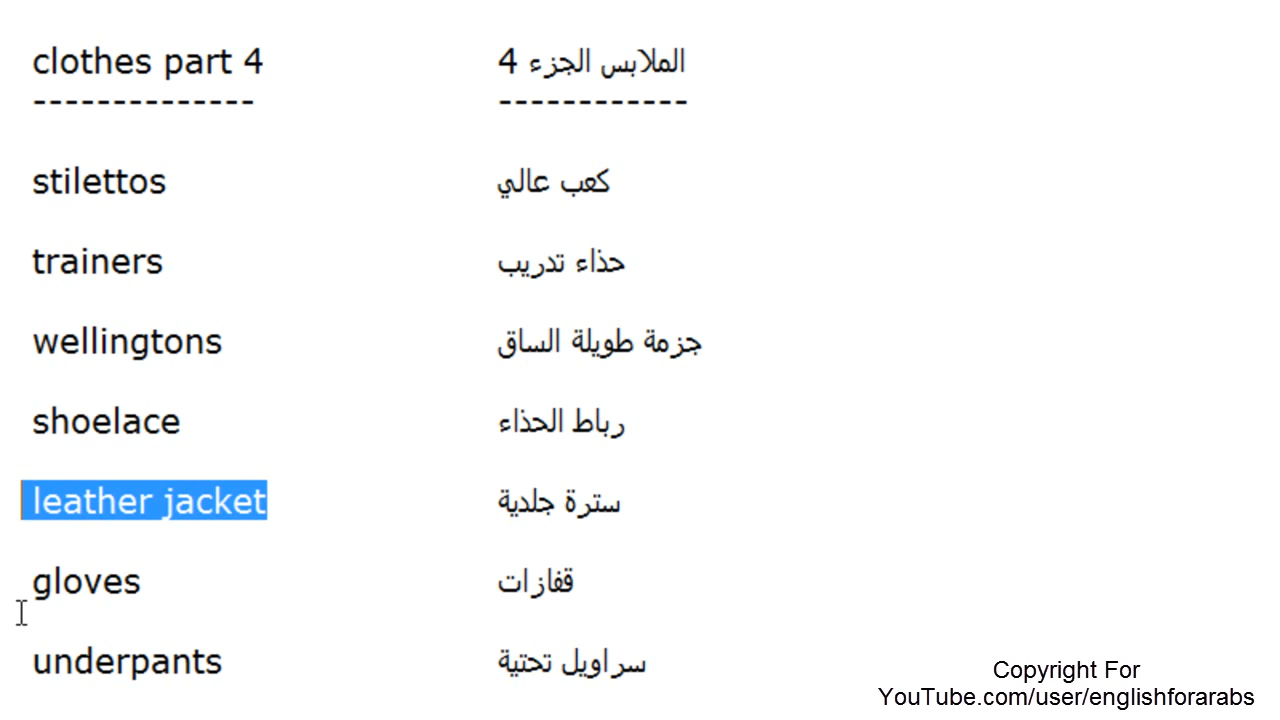 clothes part 4 الملابس الجزء 4
-------------- ------------
stilettos كعب عالي
trainers حذاء تدريب
wellingtons جزمة طويلة الساق
shoelace رباط الحذاء
leather jacket سترة جلدية
gloves قفازات
underpants سراويل تحتية
Copyright For
YouTube.com/user/englishforarabs